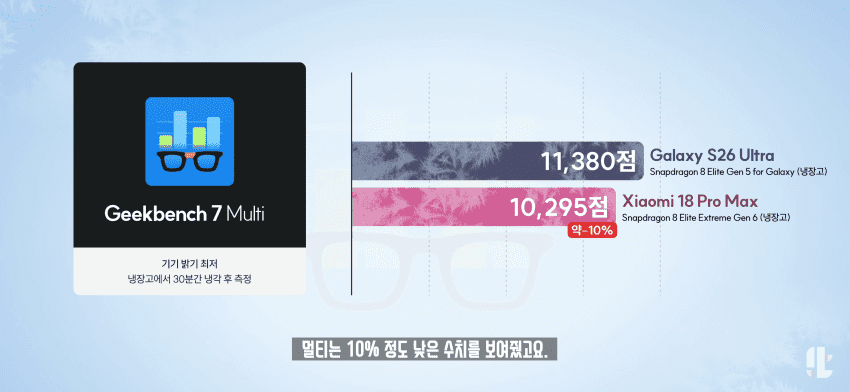 Geekbench 7 Multi
기기 밝기 최저
냉장고에서 30분간 냉각 후 측정
11,380점
Galaxy S26 Ultra
Snapdragon 8 Elite Gen 5 for Galaxy (냉장고)
10,295점
Xiaomi 18 Pro Max
Snapdragon 8 Elite Extreme Gen 6 (냉장고)
약-10%
멀티는 10% 정도 낮은 수치를 보여줬고요.